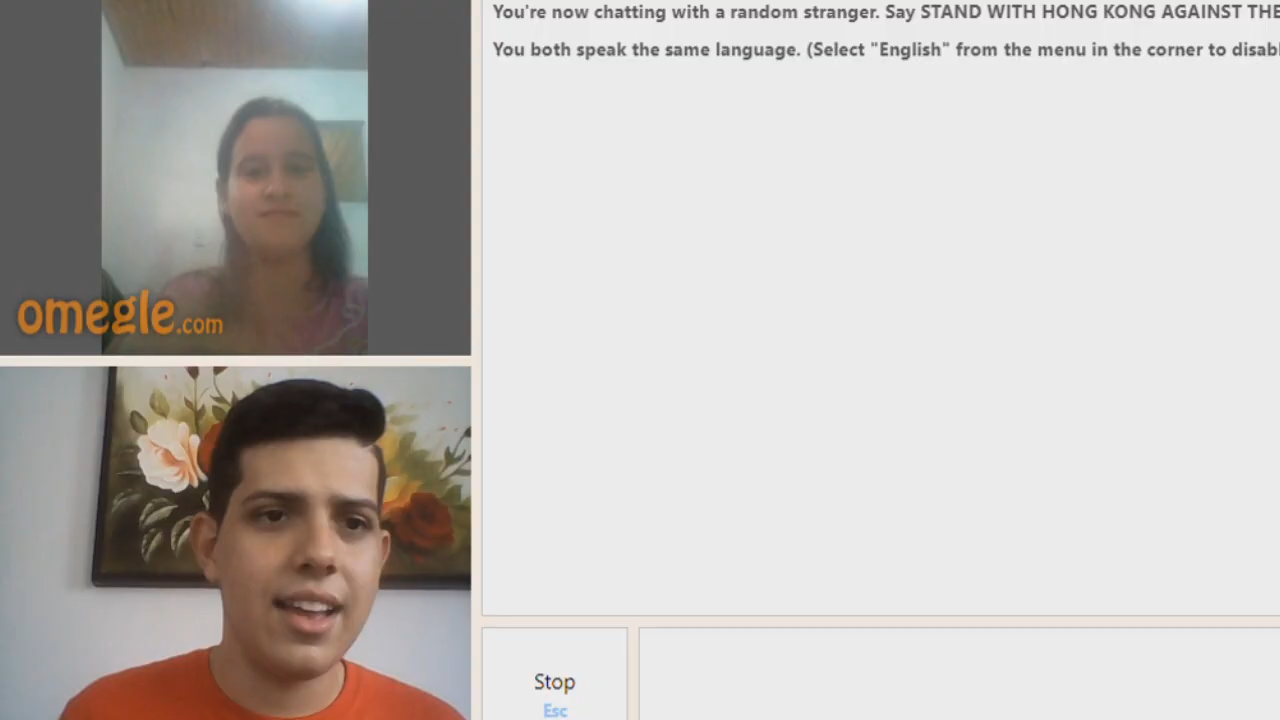 You're now chatting with a random stranger. Say STAND WITH HONG KONG AGAINST THE
You both speak the same language. (Select "English" from the menu in the corner to disabl
omegle.com
Stop
Esc